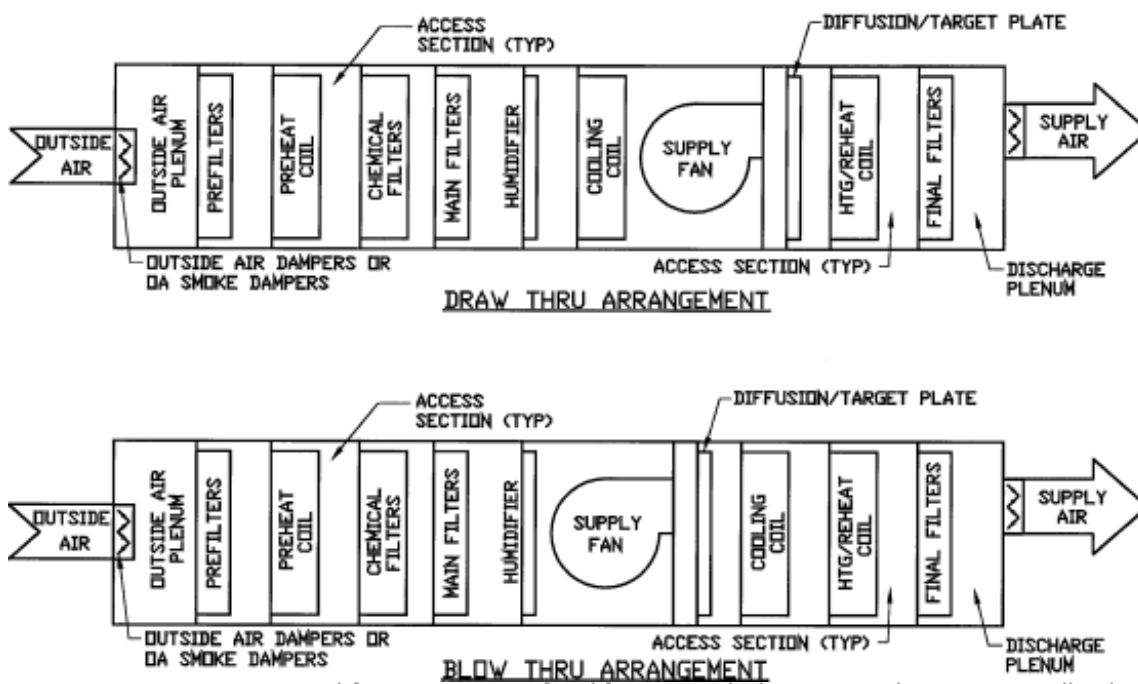 ACCESS
SECTION (TYP)
DIFFUSION/TARGET PLATE
OUTSIDE
AIR
OUTSIDE AIR
PLENUM
PREFILTERS
PREHEAT
COIL
CHEMICAL
FILTERS
MAIN FILTERS
HUMIDIFIER
COOLING
COIL
SUPPLY
FAN
HTG/REHEAT
COIL
FINAL FILTERS
SUPPLY
AIR
OUTSIDE AIR DAMPERS OR
OA SMOKE DAMPERS
ACCESS SECTION (TYP)
DISCHARGE
PLENUM
DRAW THRU ARRANGEMENT
ACCESS
SECTION (TYP)
DIFFUSION/TARGET PLATE
OUTSIDE
AIR
OUTSIDE AIR
PLENUM
PREFILTERS
PREHEAT
COIL
CHEMICAL
FILTERS
MAIN FILTERS
HUMIDIFIER
SUPPLY
FAN
COOLING
COIL
HTG/REHEAT
COIL
FINAL FILTERS
SUPPLY
AIR
OUTSIDE AIR DAMPERS OR
OA SMOKE DAMPERS
ACCESS SECTION (TYP)
DISCHARGE
PLENUM
BLOW THRU ARRANGEMENT